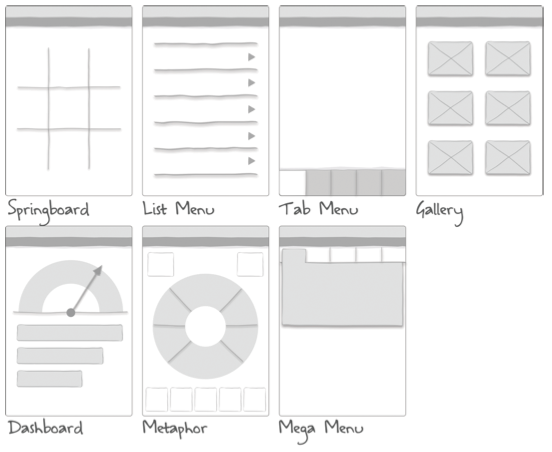 Springboard
List Menu
Tab Menu
Gallery
Dashboard
Metaphor
Mega Menu